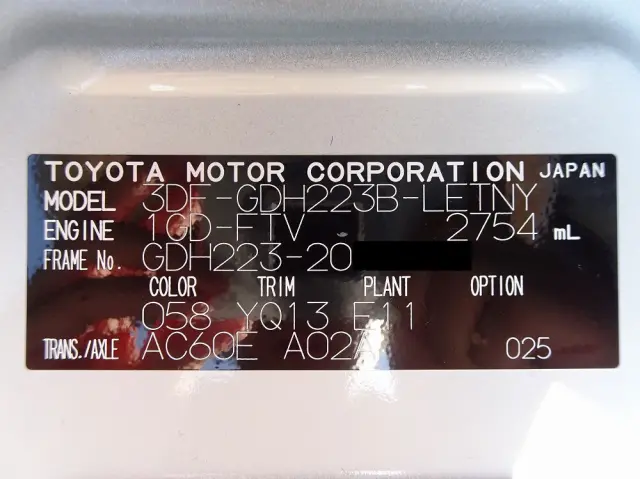 TOYOTA MOTOR CORPORATION JAPAN
MODEL 3DF-GDH223B-LETNY
ENGINE 1GD-FTV 2754 mL
FRAME No. GDH223-20
COLOR TRIM PLANT OPTION
058 YQ13 E11
TRANS./AXLE AC60E A02A 025